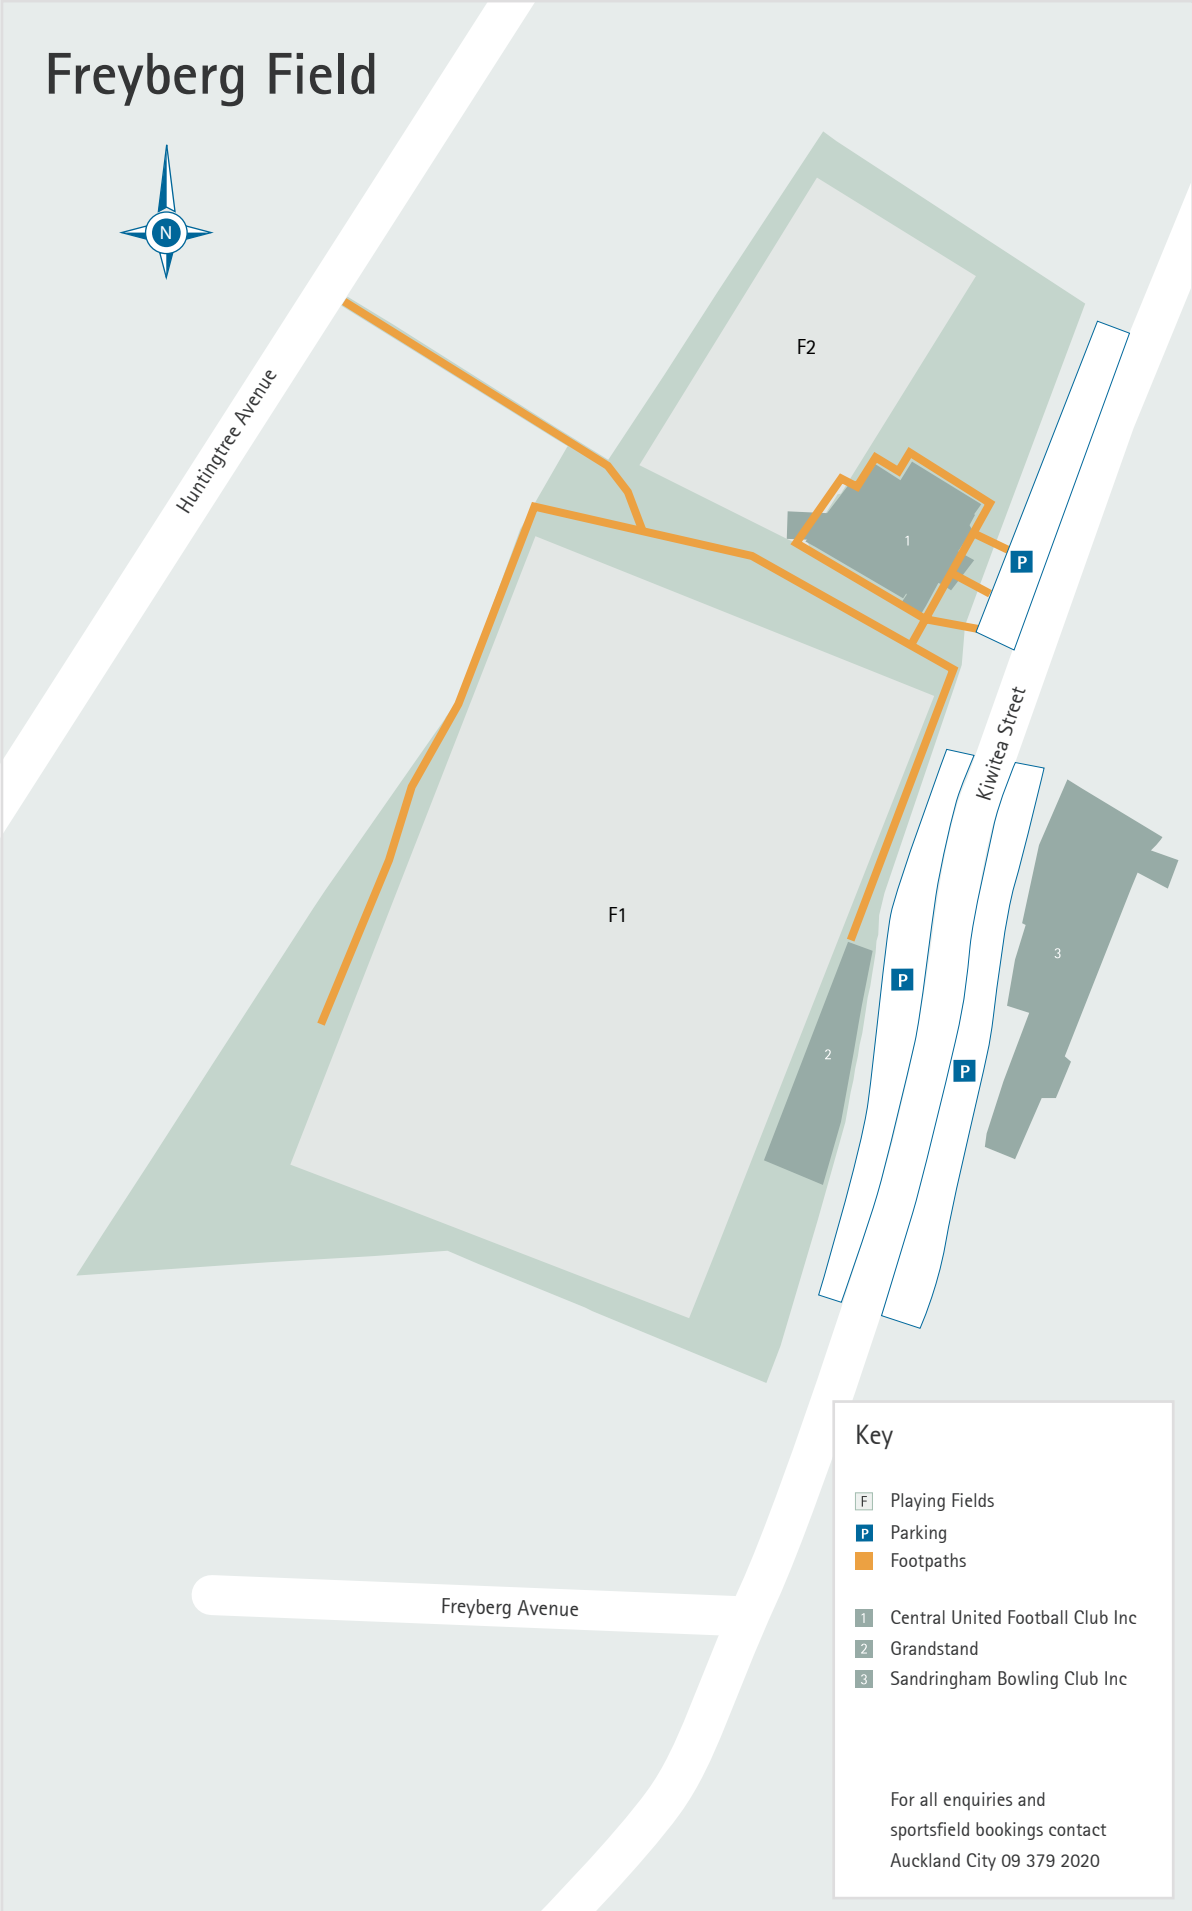 Freyberg Field
N
Huntingtree Avenue
F2
1
P
Kiwitea Street
F1
P
3
2
P
Freyberg Avenue
Key
F Playing Fields
P Parking
Footpaths
1 Central United Football Club Inc
2 Grandstand
3 Sandringham Bowling Club Inc
For all enquiries and
sportsfield bookings contact
Auckland City 09 379 2020